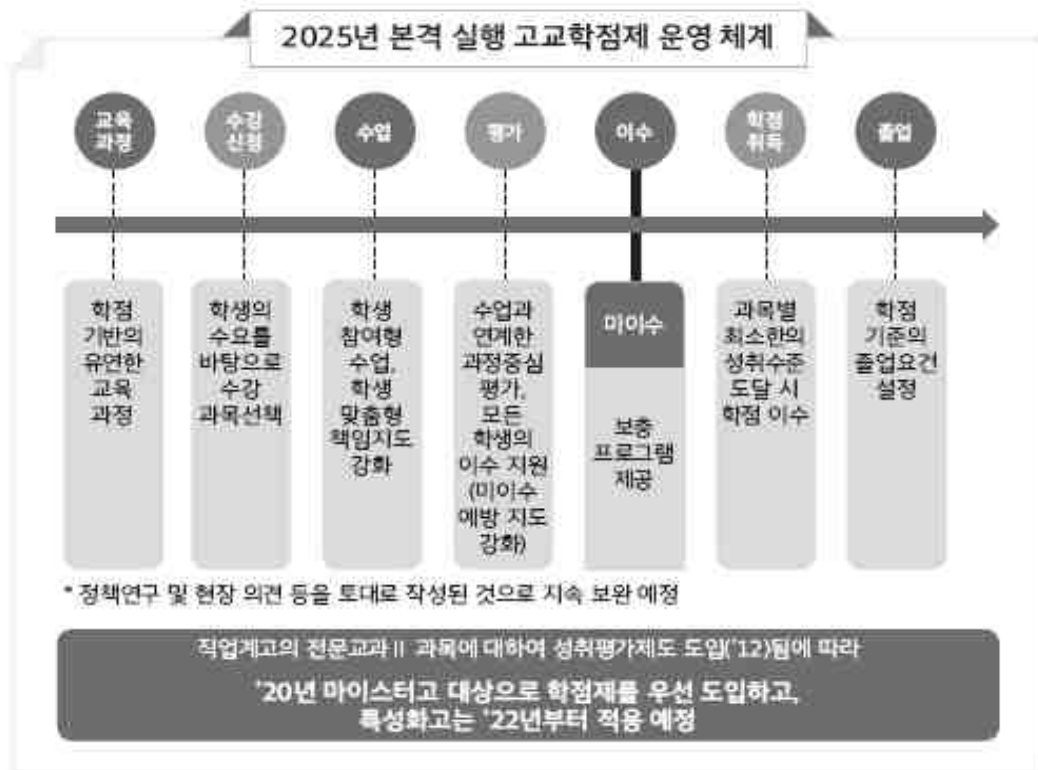 2025년 본격 실행 고교학점제 운영 체계
교육
과정
수강
신청
수업
평가
이수
학점
취득
졸업
학점
기반의
유연한
교육
과정
학생의
수요를
바탕으로
수강
과목선택
학생
참여형
수업,
학생
맞춤형
책임지도
강화
수업과
연계한
과정중심
평가,
모든
학생의
이수 지원
(미이수
예방 지도
강화)
미이수
보충
프로그램
제공
과목별
최소한의
성취수준
도달 시
학점 이수
학점
기준의
졸업요건
설정
* 정책연구 및 현장 의견 등을 토대로 작성된 것으로 지속 보완 예정
직업계고의 전문교과Ⅱ 과목에 대하여 성취평가제도 도입('12)됨에 따라
'20년 마이스터고 대상으로 학점제를 우선 도입하고,
특성화고는 '22년부터 적용 예정